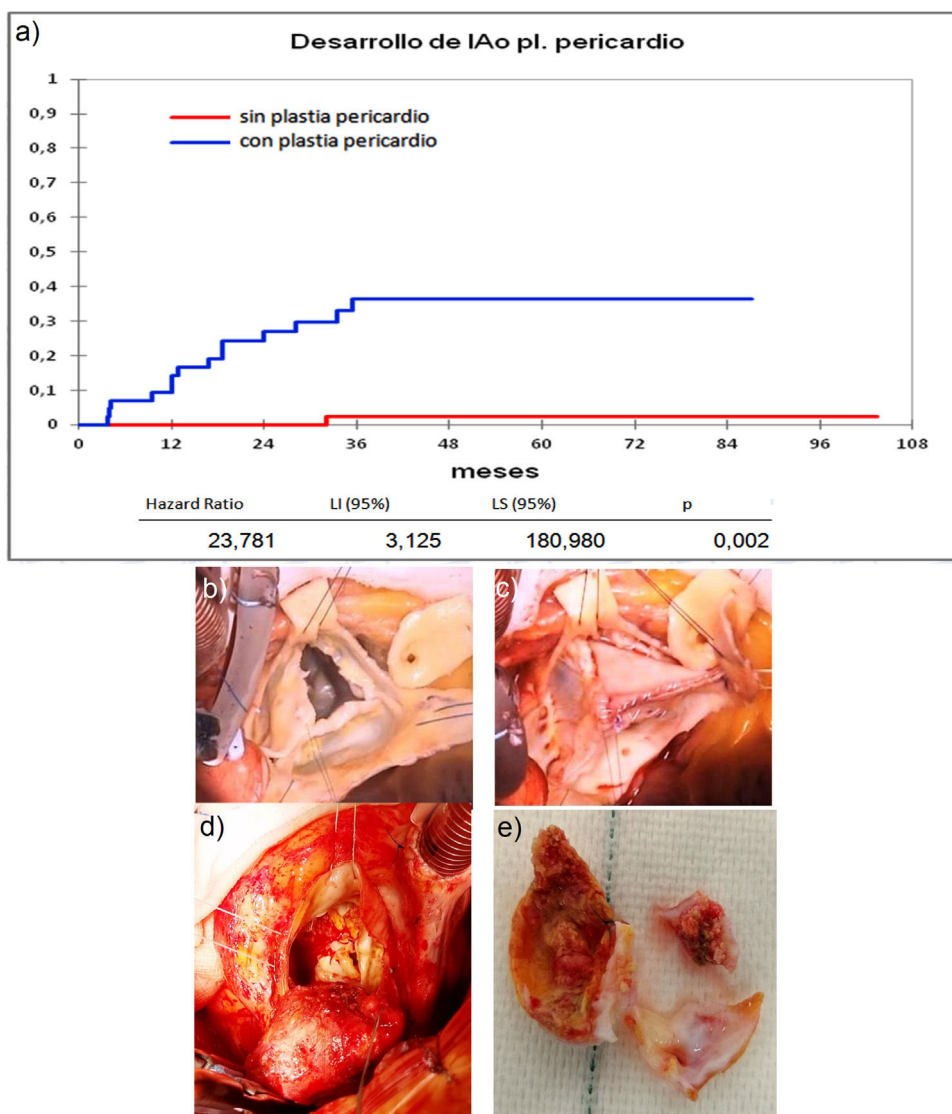 a)
Desarrollo de IAo pl. pericardio
1
0,9
0,8
0,7
0,6
0,5
0,4
0,3
0,2
0,1
0
sin plastia pericardio
con plastia pericardio
0 12 24 36 48 60 72 84 96 108
meses
Hazard Ratio LI (95%) LS (95%) p
23,781 3,125 180,980 0,002
b)
c)
d)
e)